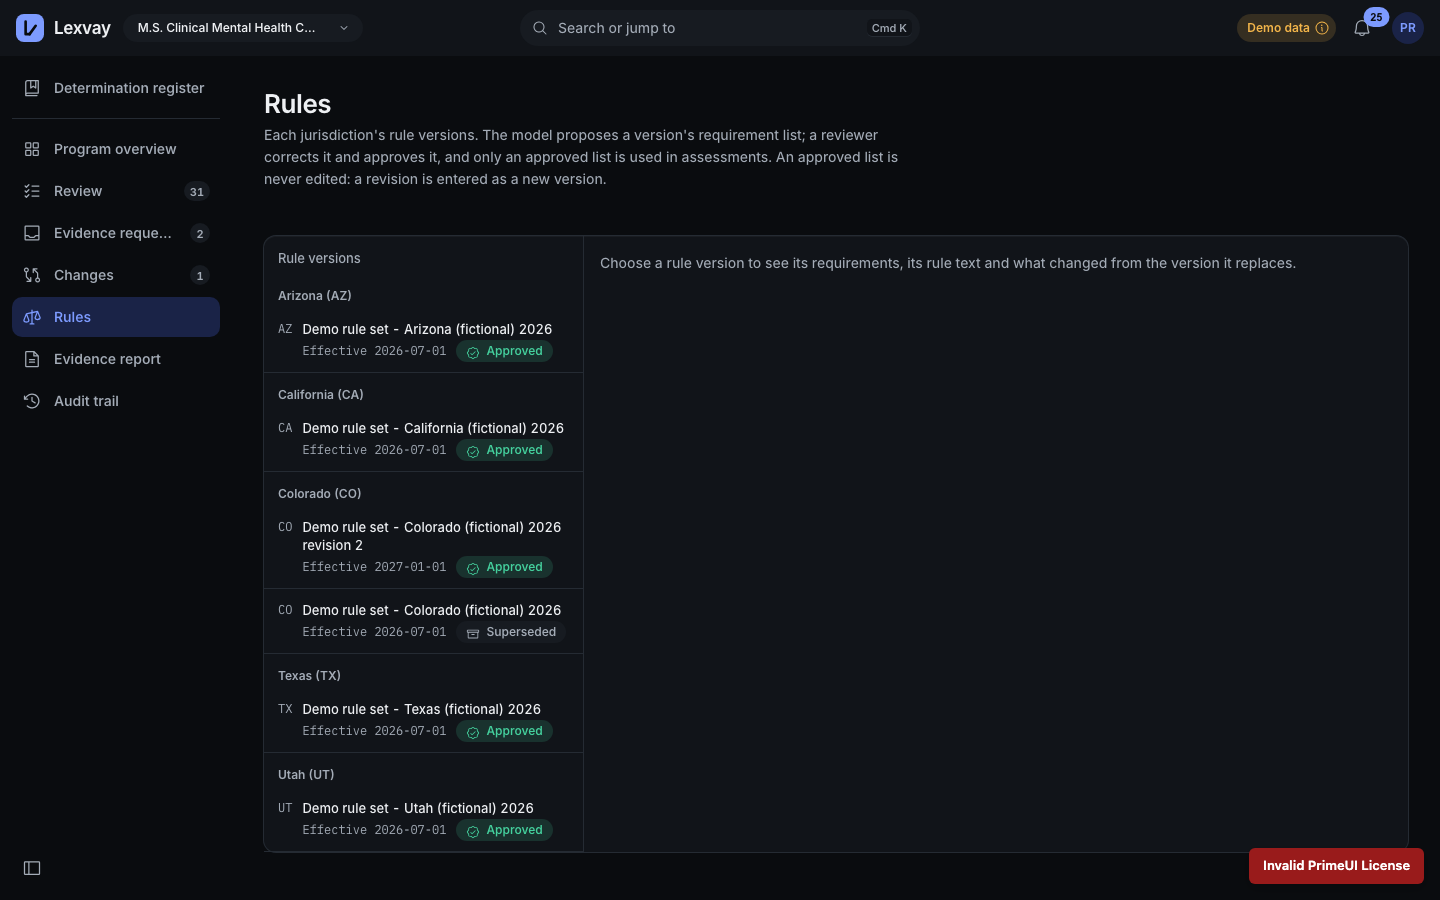 Lexvay
M.S. Clinical Mental Health C...
Search or jump to
Cmd K
Demo data
25
PR
Determination register
Program overview
Review 31
Evidence reque... 2
Changes 1
Rules
Evidence report
Audit trail
Rules
Each jurisdiction's rule versions. The model proposes a version's requirement list; a reviewer
corrects it and approves it, and only an approved list is used in assessments. An approved list is
never edited: a revision is entered as a new version.
Rule versions
Arizona (AZ)
AZ Demo rule set - Arizona (fictional) 2026
Effective 2026-07-01 Approved
California (CA)
CA Demo rule set - California (fictional) 2026
Effective 2026-07-01 Approved
Colorado (CO)
CO Demo rule set - Colorado (fictional) 2026
revision 2
Effective 2027-01-01 Approved
CO Demo rule set - Colorado (fictional) 2026
Effective 2026-07-01 Superseded
Texas (TX)
TX Demo rule set - Texas (fictional) 2026
Effective 2026-07-01 Approved
Utah (UT)
UT Demo rule set - Utah (fictional) 2026
Effective 2026-07-01 Approved
Choose a rule version to see its requirements, its rule text and what changed from the version it replaces.
Invalid PrimeUI License